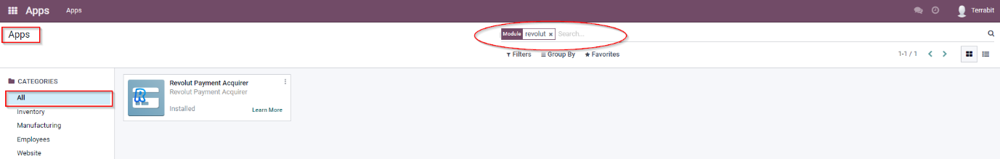 Apps Apps Terrabit
Apps Module revolut × Search...
Filters Group By Favorites 1-1 / 1
CATEGORIES
All
Inventory
Manufacturing
Employees
Website
Revolut Payment Acquirer
Revolut Payment Acquirer
Installed Learn More